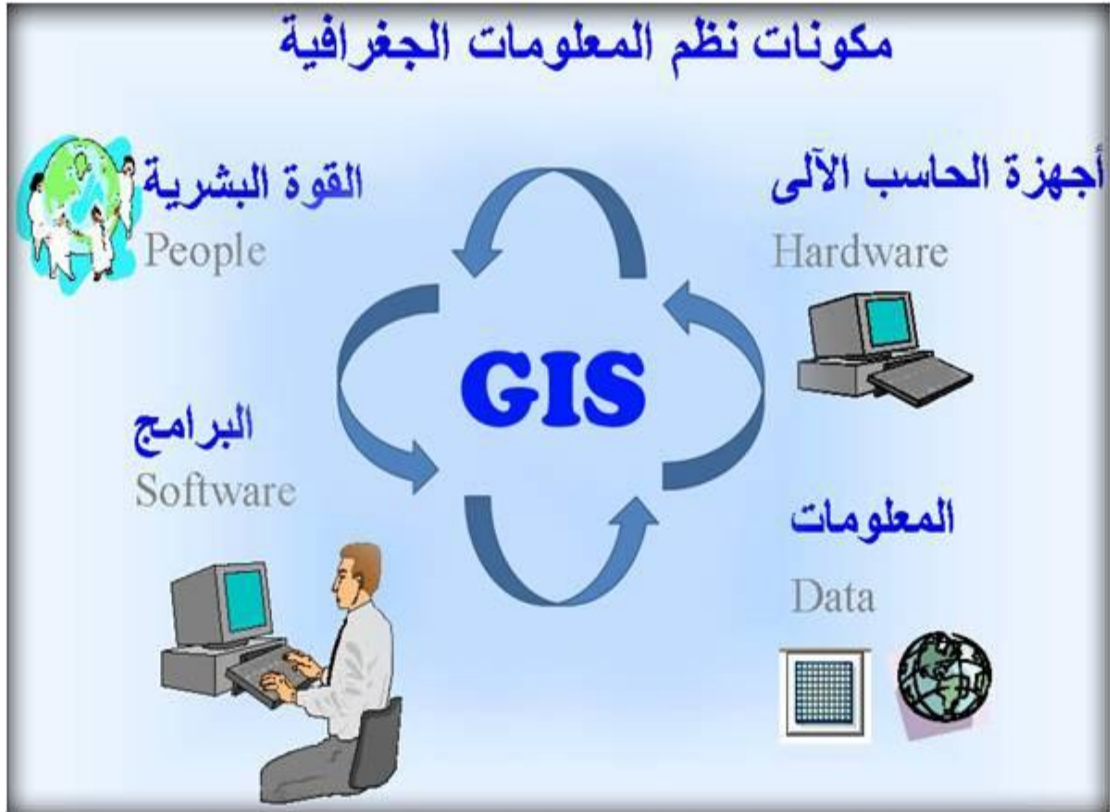 مكونات نظم المعلومات الجغرافية
أجهزة الحاسب الآلى
Hardware
القوة البشرية
People
GIS
البرامج
Software
المعلومات
Data